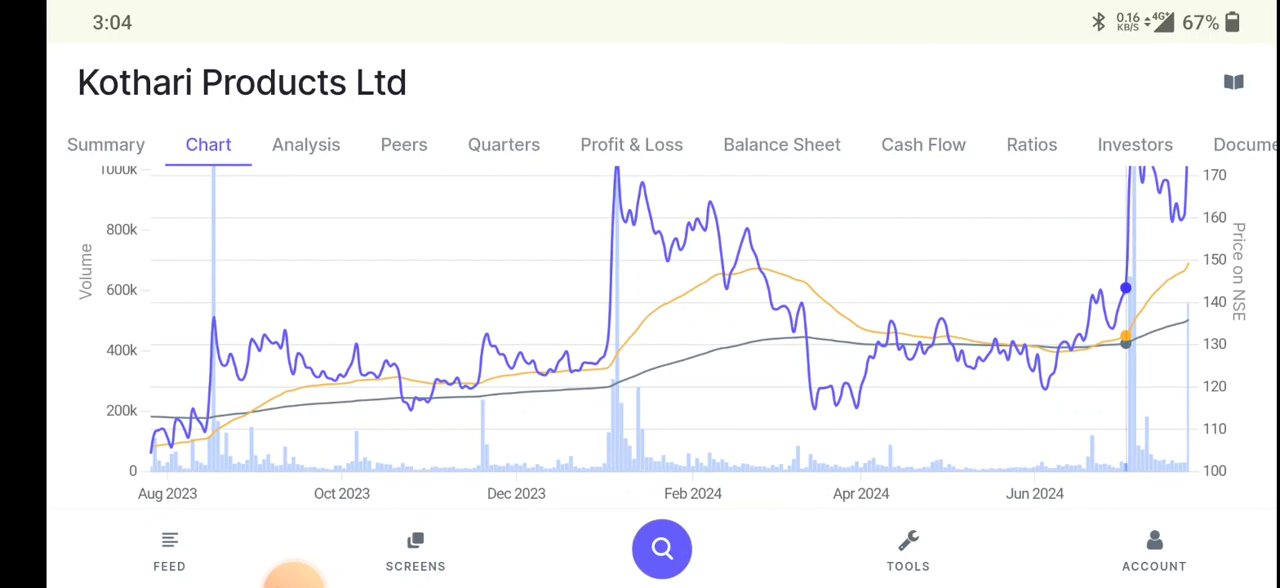 3:04
0.16 KB/S 4G+ 67%
Kothari Products Ltd
Summary Chart Analysis Peers Quarters Profit & Loss Balance Sheet Cash Flow Ratios Investors Docume
1000k 170
800k 160
600k 150
400k 140
200k 130
0 120
110
100
Volume
Price on NSE
Aug 2023 Oct 2023 Dec 2023 Feb 2024 Apr 2024 Jun 2024
FEED SCREENS TOOLS ACCOUNT